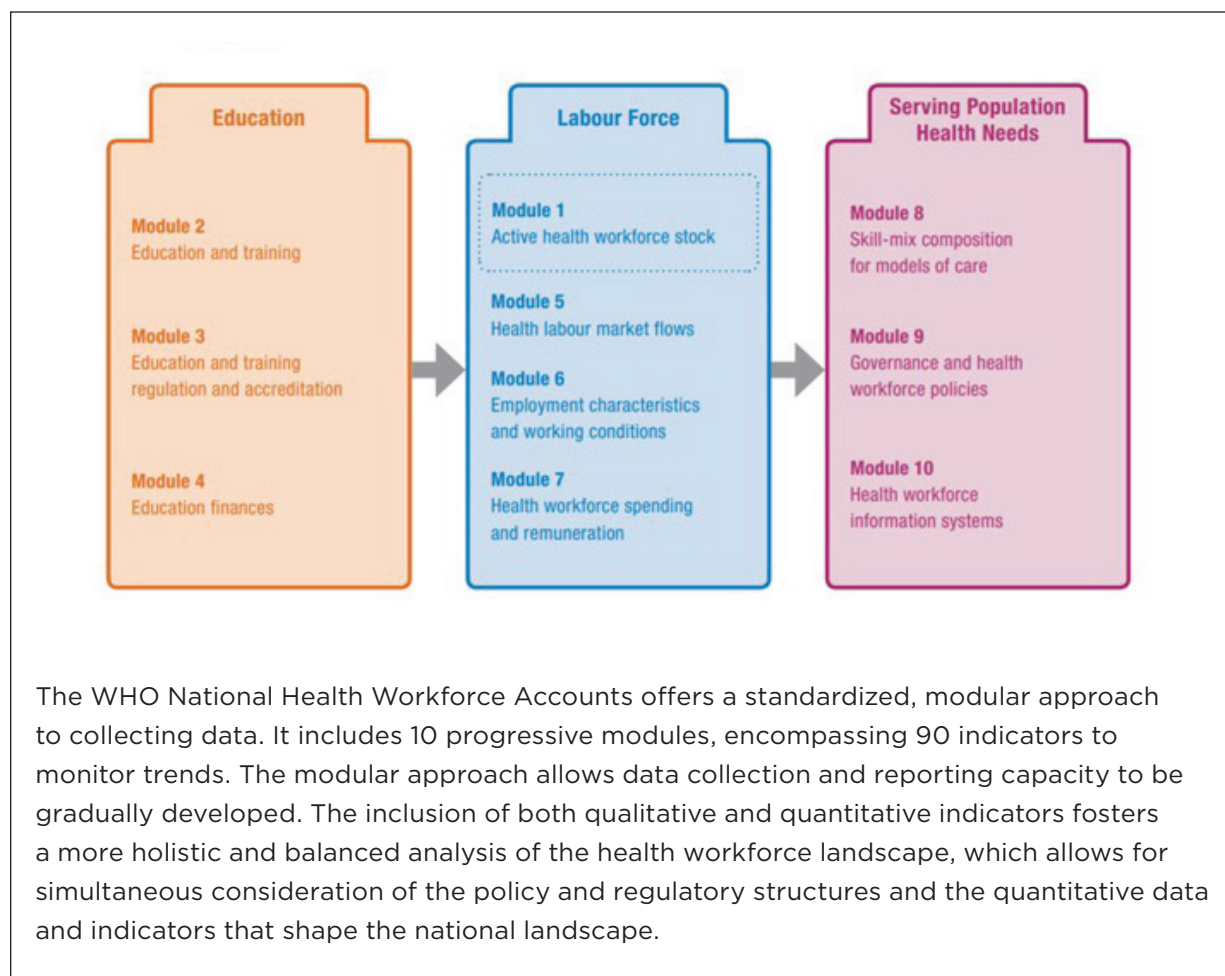 Education
Module 2
Education and training
Module 3
Education and training
regulation and accreditation
Module 4
Education finances
Labour Force
Module 1
Active health workforce stock
Module 5
Health labour market flows
Module 6
Employment characteristics
and working conditions
Module 7
Health workforce spending
and remuneration
Serving Population
Health Needs
Module 8
Skill-mix composition
for models of care
Module 9
Governance and health
workforce policies
Module 10
Health workforce
information systems
The WHO National Health Workforce Accounts offers a standardized, modular approach
to collecting data. It includes 10 progressive modules, encompassing 90 indicators to
monitor trends. The modular approach allows data collection and reporting capacity to be
gradually developed. The inclusion of both qualitative and quantitative indicators fosters
a more holistic and balanced analysis of the health workforce landscape, which allows for
simultaneous consideration of the policy and regulatory structures and the quantitative data
and indicators that shape the national landscape.